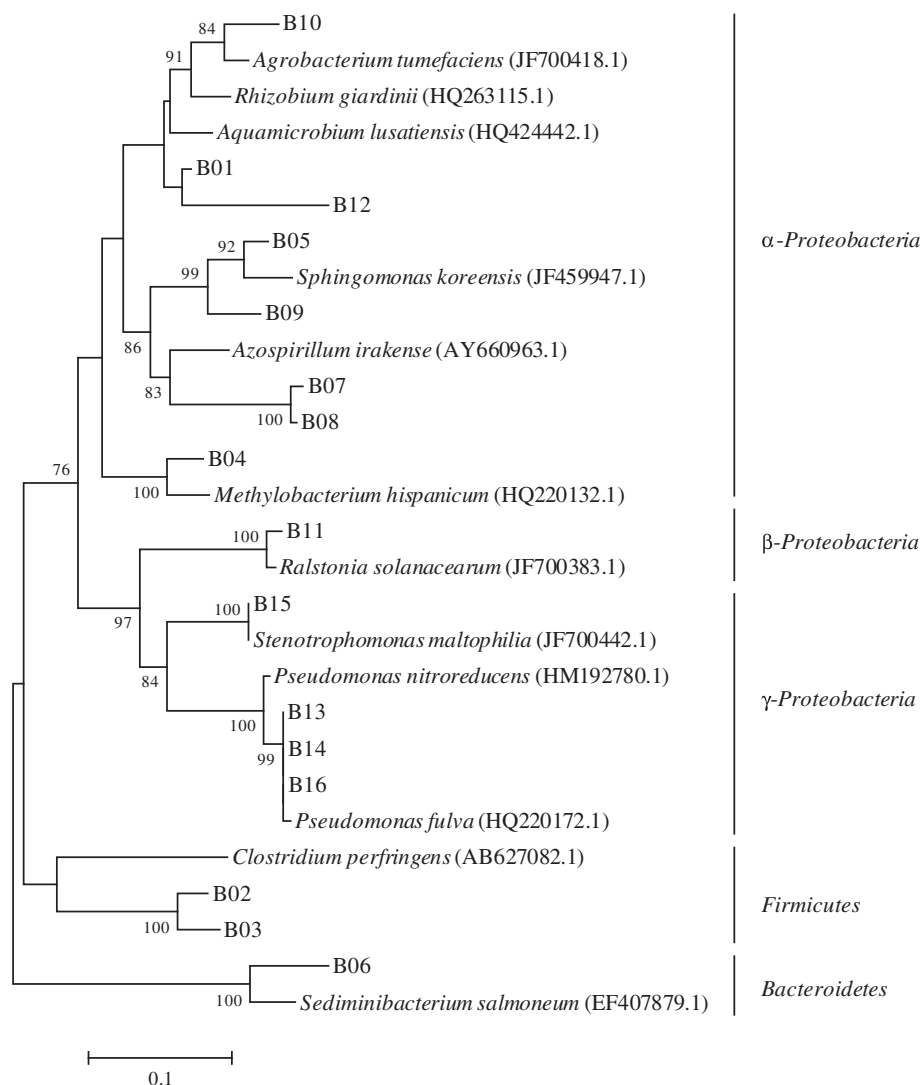 B10
84
Agrobacterium tumefaciens (JF700418.1)
91
Rhizobium giardinii (HQ263115.1)
Aquamicrobium lusatiensis (HQ424442.1)
B01
B12
α-Proteobacteria
B05
92
99
Sphingomonas koreensis (JF459947.1)
B09
86
Azospirillum irakense (AY660963.1)
83
B07
100
B08
76
B04
100
Methylobacterium hispanicum (HQ220132.1)
B11
100
β-Proteobacteria
Ralstonia solanacearum (JF700383.1)
B15
100
97
Stenotrophomonas maltophilia (JF700442.1)
84
Pseudomonas nitroreducens (HM192780.1)
γ-Proteobacteria
100
B13
99
B14
B16
Pseudomonas fulva (HQ220172.1)
Clostridium perfringens (AB627082.1)
B02
Firmicutes
100
B03
B06
Bacteroidetes
100
Sediminibacterium salmoneum (EF407879.1)
0.1